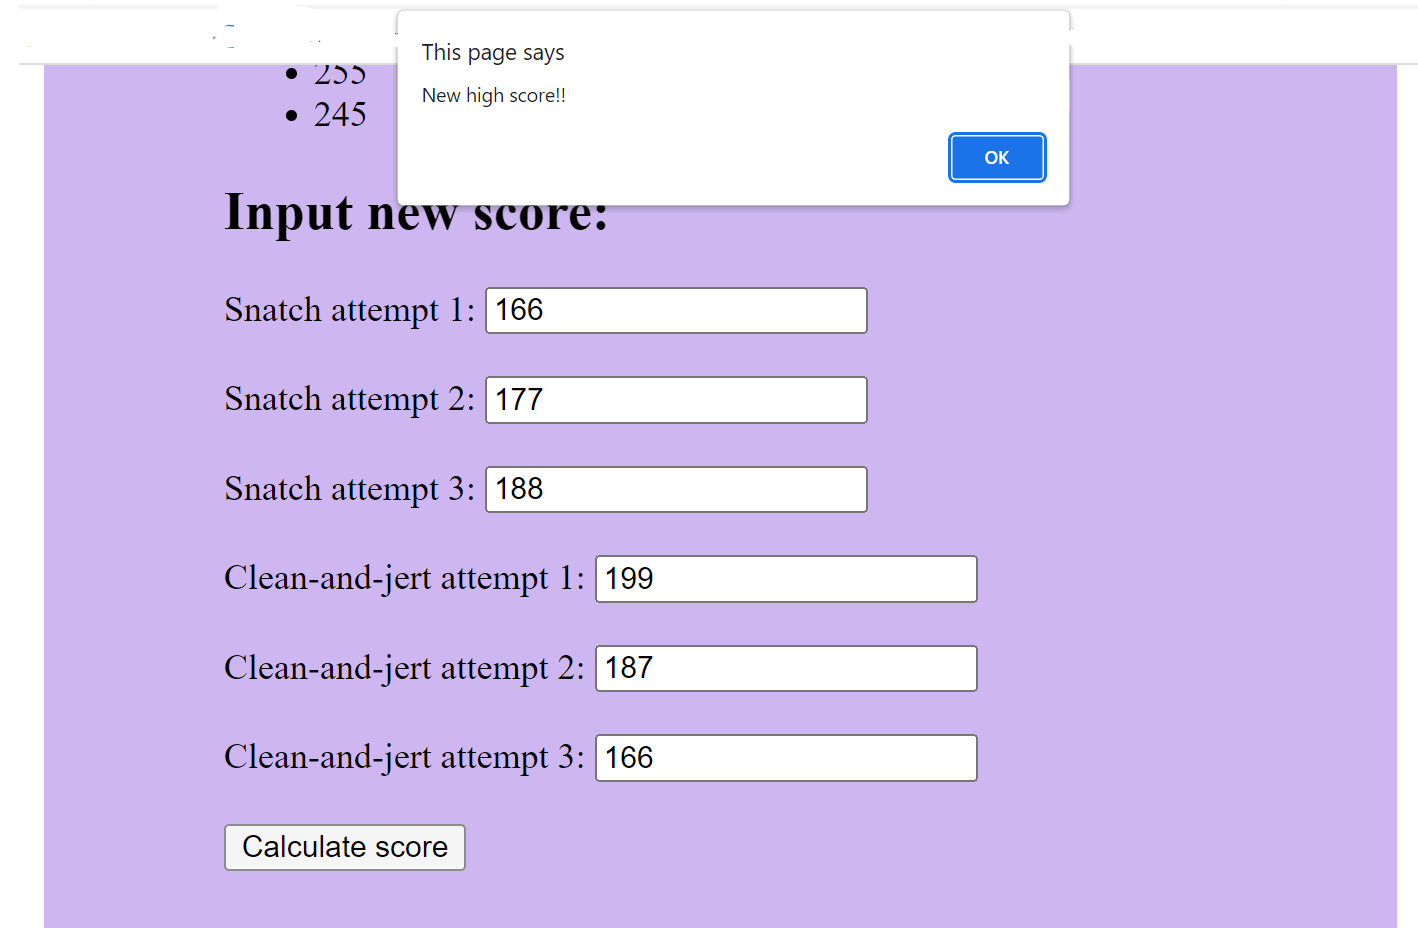 This page says
New high score!!
OK
255
245
Input new score:
Snatch attempt 1: 166
Snatch attempt 2: 177
Snatch attempt 3: 188
Clean-and-jert attempt 1: 199
Clean-and-jert attempt 2: 187
Clean-and-jert attempt 3: 166
Calculate score